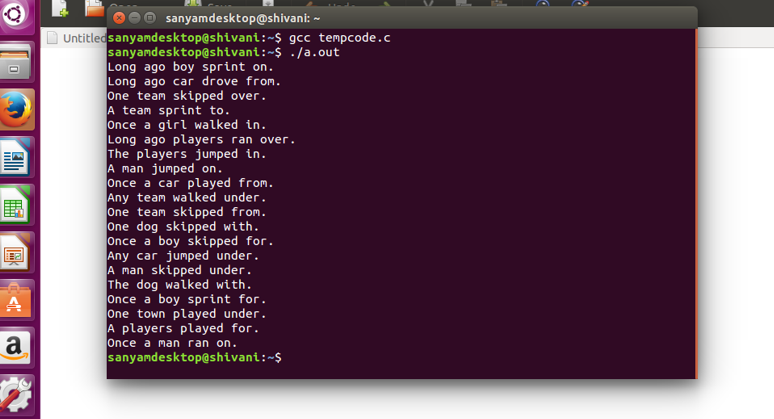 sanyamdesktop@shivani: ~
Untitled
sanyamdesktop@shivani:~$ gcc tempcode.c
sanyamdesktop@shivani:~$ ./a.out
Long ago boy sprint on.
Long ago car drove from.
One team skipped over.
A team sprint to.
Once a girl walked in.
Long ago players ran over.
The players jumped in.
A man jumped on.
Once a car played from.
Any team walked under.
One team skipped from.
One dog skipped with.
Once a boy skipped for.
Any car jumped under.
A man skipped under.
The dog walked with.
Once a boy sprint for.
One town played under.
A players played for.
Once a man ran on.
sanyamdesktop@shivani:~$